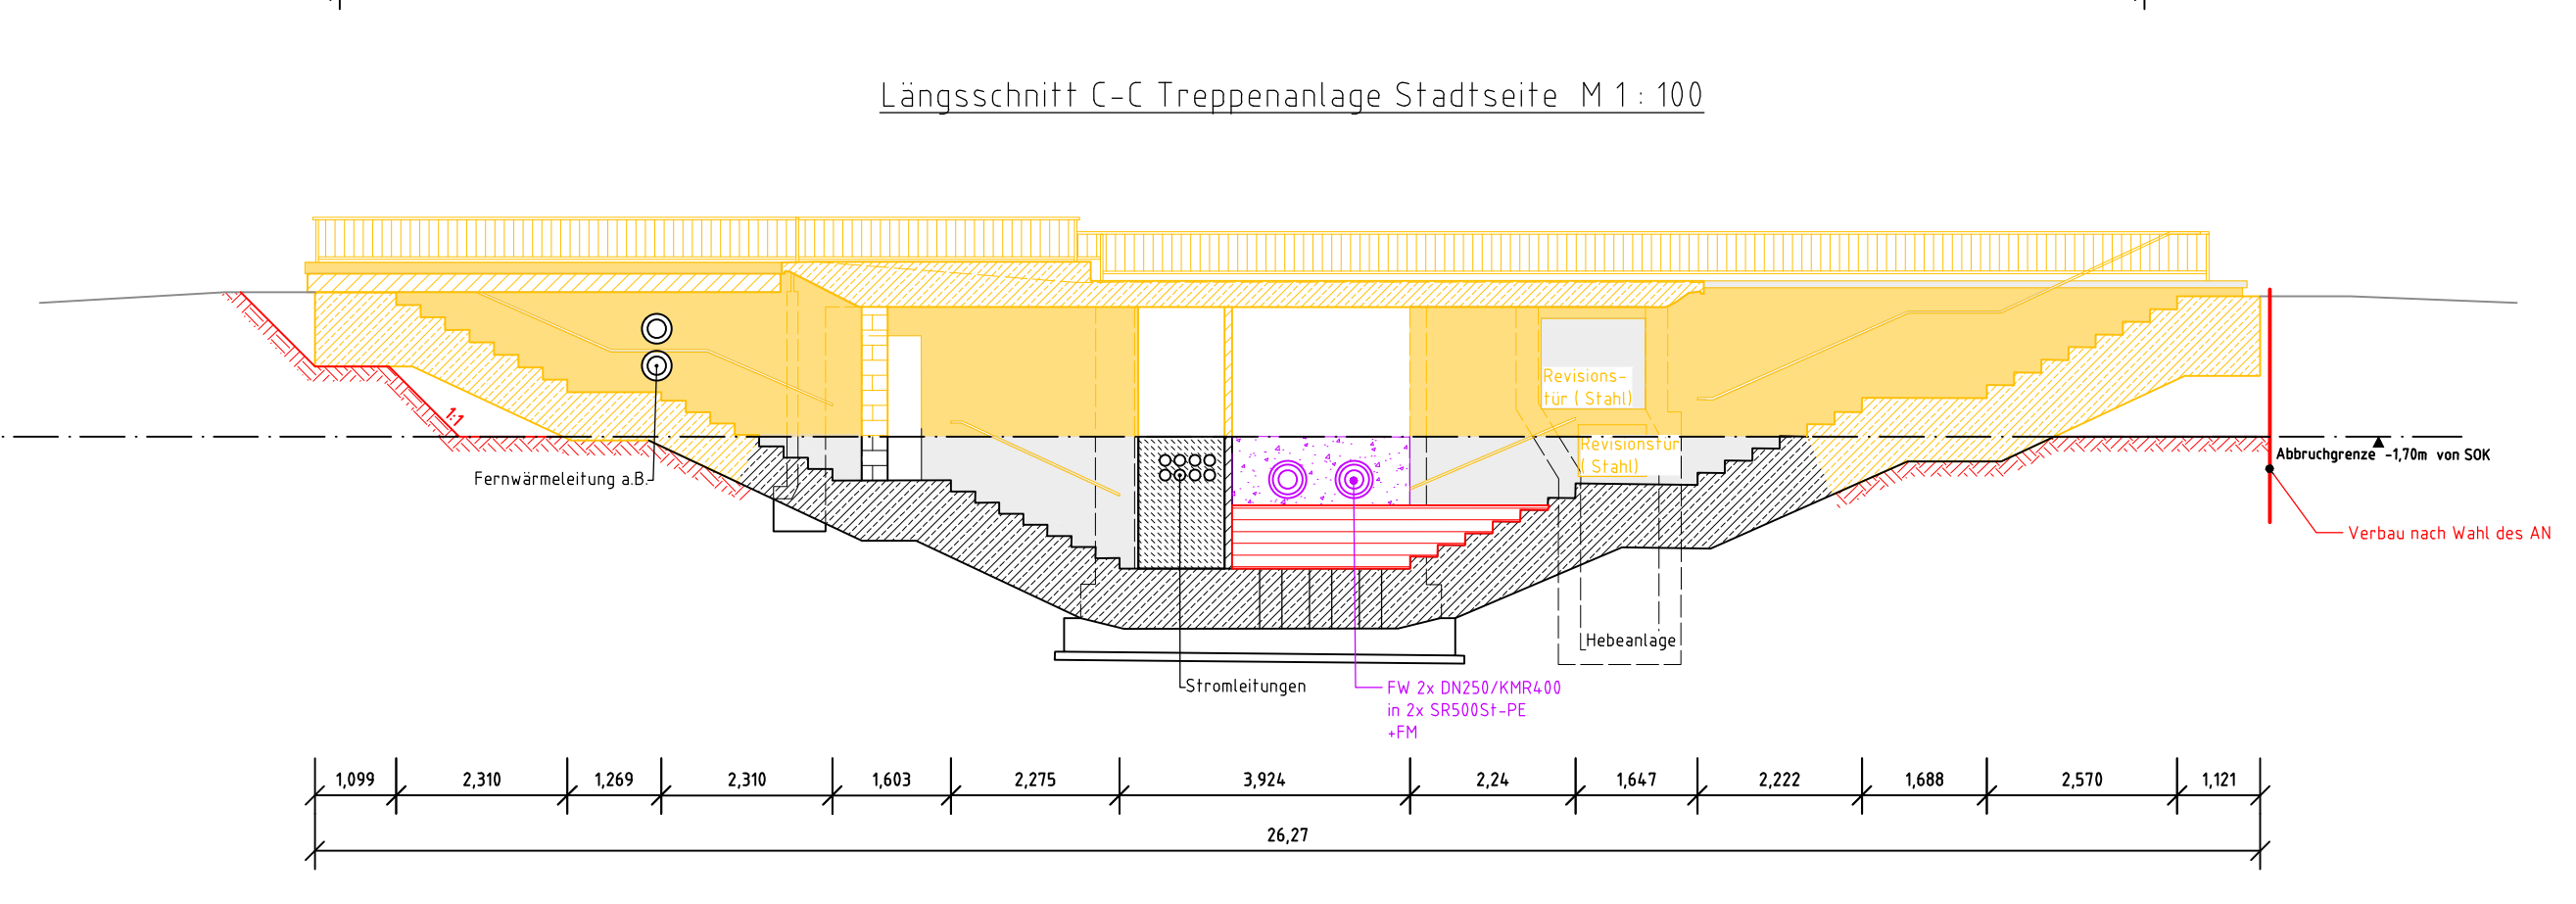 Längsschnitt C-C Treppenanlage Stadtseite M 1 : 100
Revisions-
tür ( Stahl)
1:1
Revisionstür
( Stahl)
Abbruchgrenze -1,70m von SOK
Fernwärmeleitung a.B.
Verbau nach Wahl des AN
Hebeanlage
Stromleitungen
FW 2x DN250/KMR400
in 2x SR500St-PE
+FM
1,099 2,310 1,269 2,310 1,603 2,275 3,924 2,24 1,647 2,222 1,688 2,570 1,121
26,27